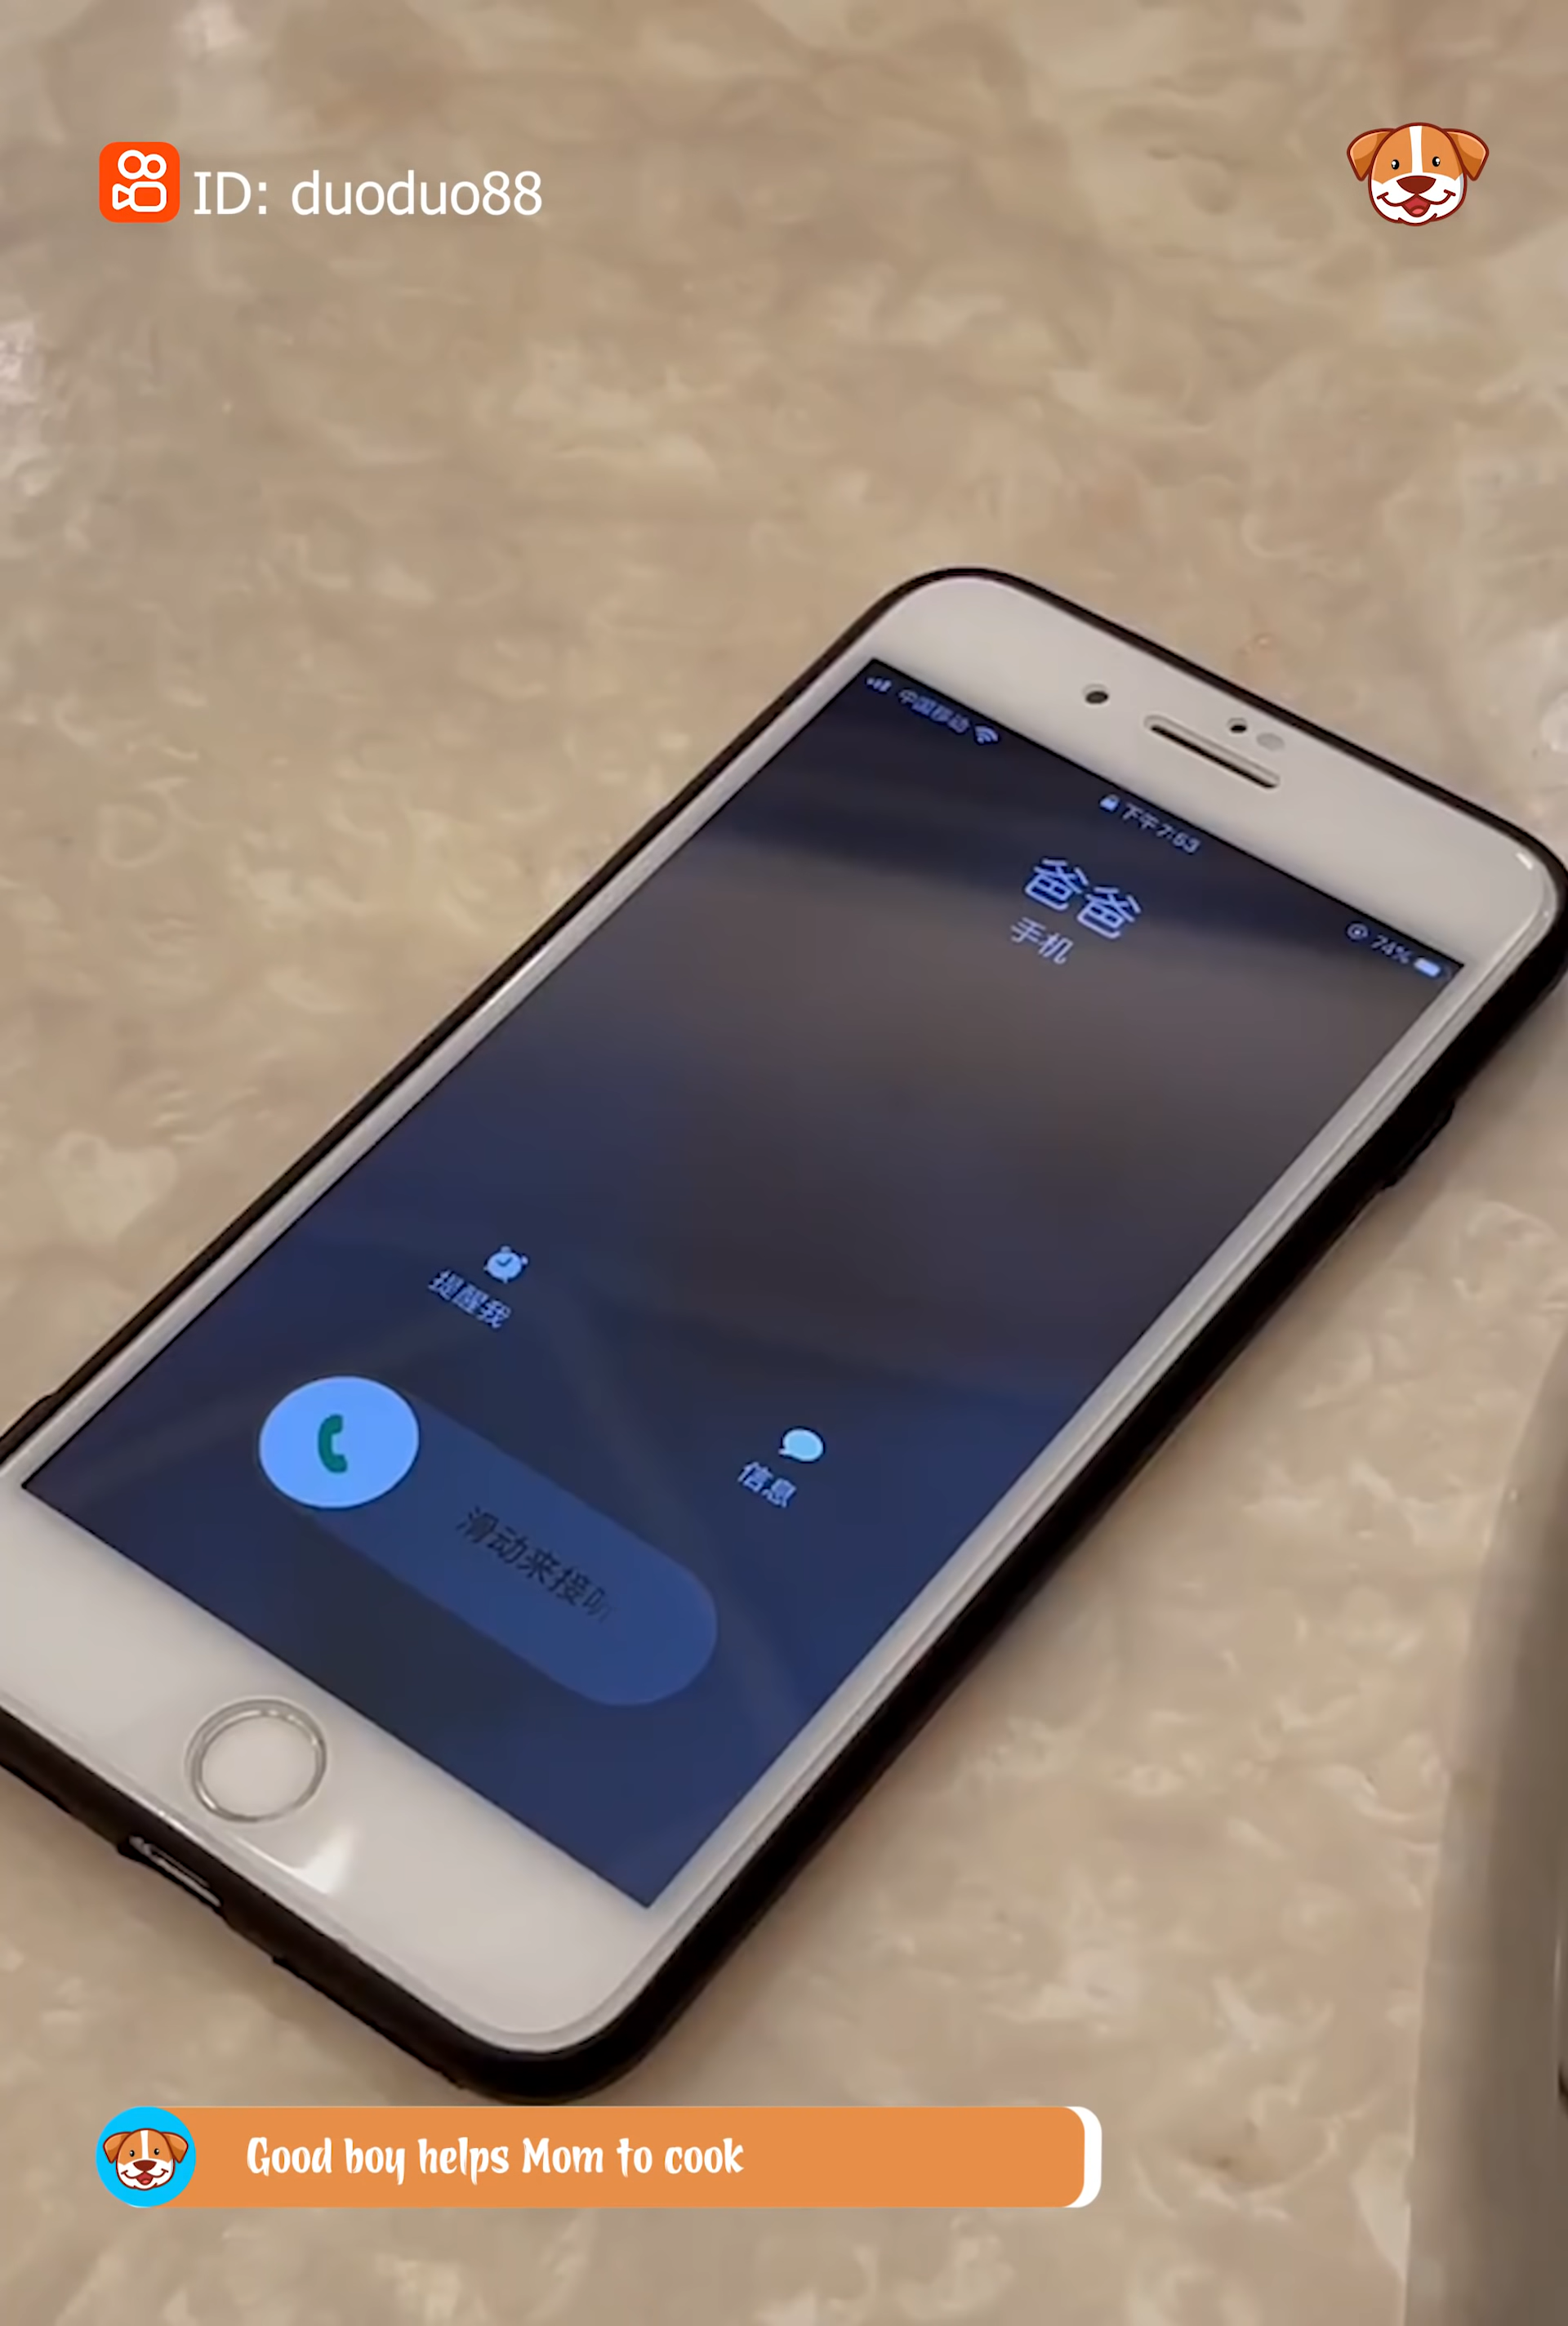 ID: duoduo88
中国移动
下午7:53
74%
爸爸
手机
提醒我
信息
滑动来接听
Good boy helps Mom to cook